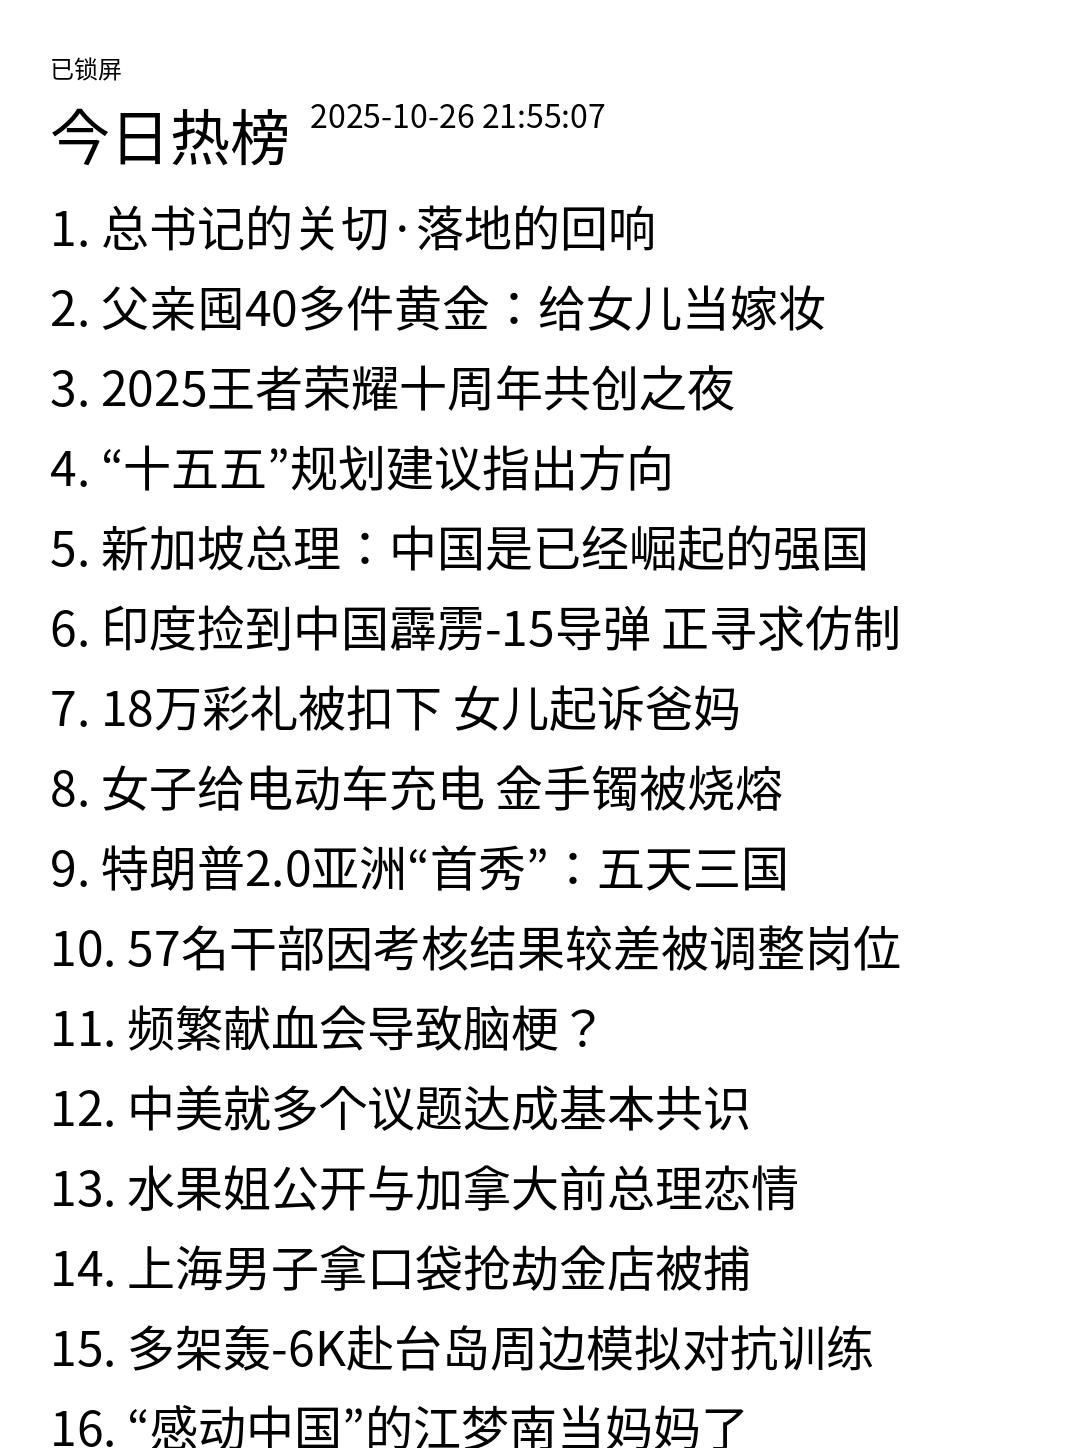 已锁屏
今日热榜 2025-10-26 21:55:07
1. 总书记的关切·落地的回响
2. 父亲囤40多件黄金：给女儿当嫁妆
3. 2025王者荣耀十周年共创之夜
4. “十五五”规划建议指出方向
5. 新加坡总理：中国是已经崛起的强国
6. 印度捡到中国霹雳-15导弹 正寻求仿制
7. 18万彩礼被扣下 女儿起诉爸妈
8. 女子给电动车充电 金手镯被烧熔
9. 特朗普2.0亚洲“首秀”：五天三国
10. 57名干部因考核结果较差被调整岗位
11. 频繁献血会导致脑梗？
12. 中美就多个议题达成基本共识
13. 水果姐公开与加拿大前总理恋情
14. 上海男子拿口袋抢劫金店被捕
15. 多架轰-6K赴台岛周边模拟对抗训练
16. “感动中国”的江梦南当妈妈了